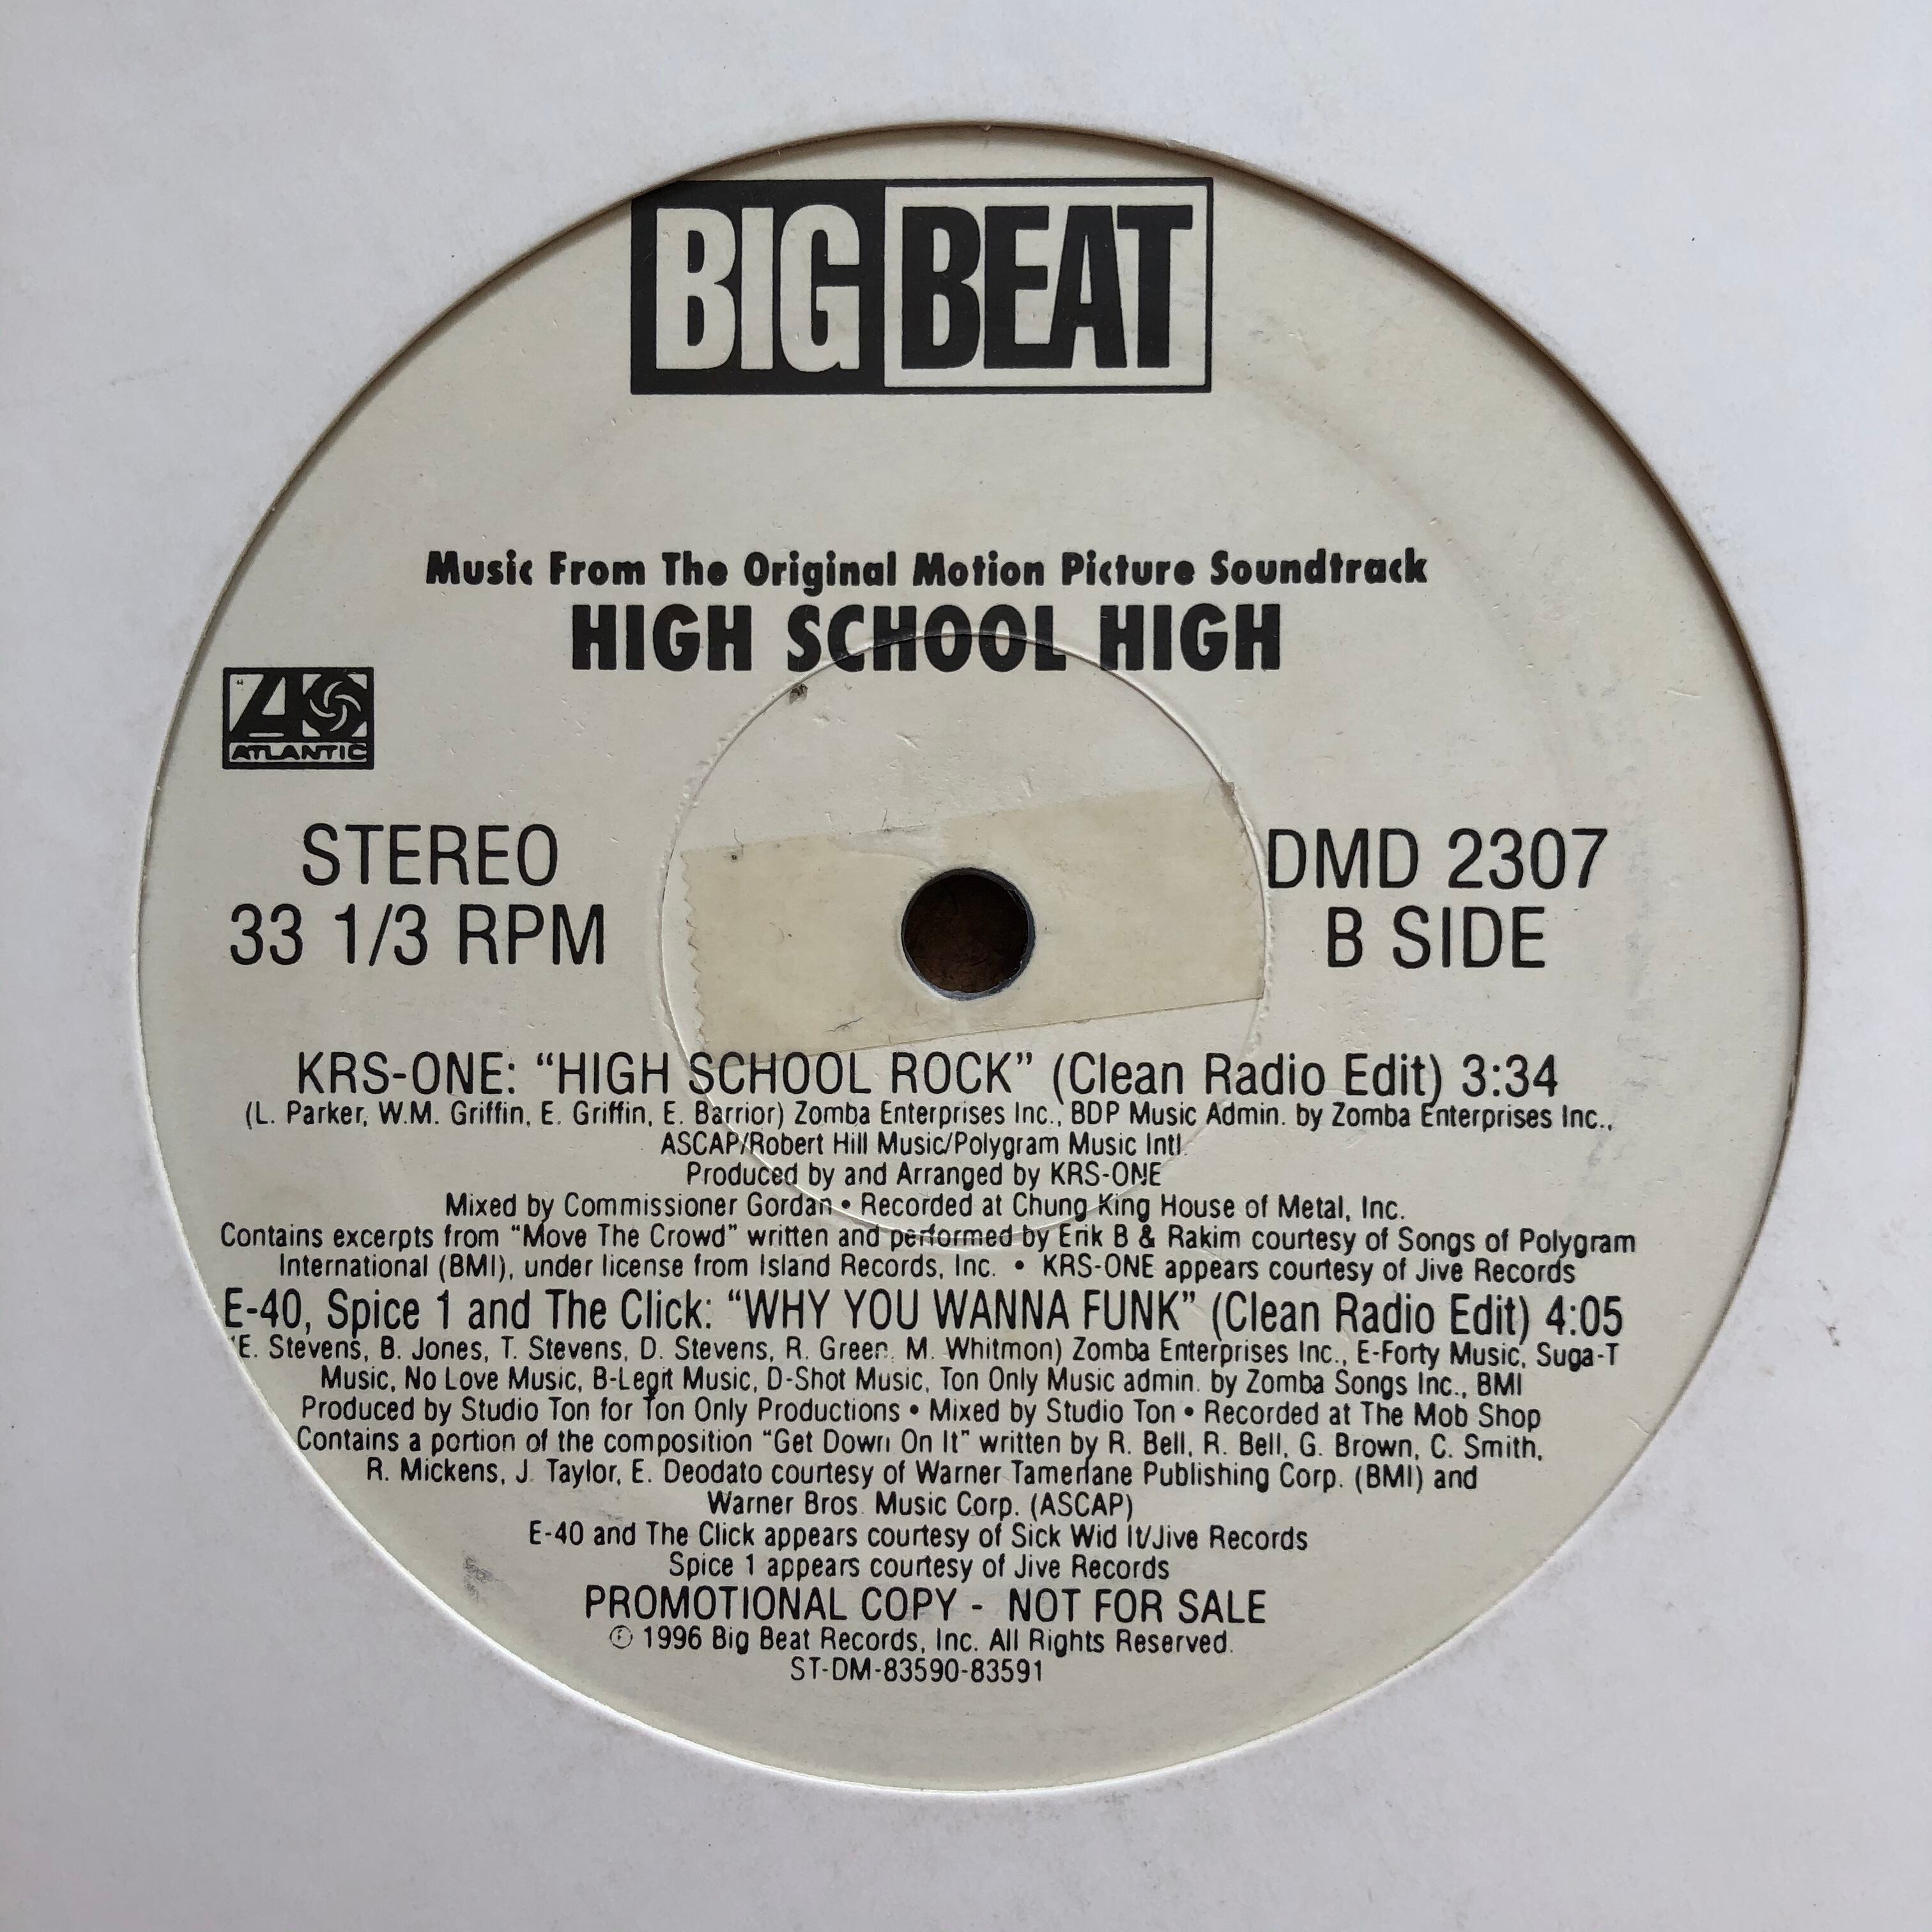 BIG BEAT
Music From The Original Motion Picture Soundtrack
HIGH SCHOOL HIGH
ATLANTIC
STEREO
33 1/3 RPM
DMD 2307
B SIDE
KRS-ONE: “HIGH SCHOOL ROCK” (Clean Radio Edit) 3:34
(L. Parker, W.M. Griffin, E. Griffin, E. Barrior) Zomba Enterprises Inc., BDP Music Admin. by Zomba Enterprises Inc.,
ASCAP/Robert Hill Music/Polygram Music Intl.
Produced by and Arranged by KRS-ONE
Mixed by Commissioner Gordan • Recorded at Chung King House of Metal, Inc.
Contains excerpts from “Move The Crowd” written and performed by Erik B & Rakim courtesy of Songs of Polygram
International (BMI), under license from Island Records, Inc. • KRS-ONE appears courtesy of Jive Records
E-40, Spice 1 and The Click: “WHY YOU WANNA FUNK” (Clean Radio Edit) 4:05
(E. Stevens, B. Jones, T. Stevens, D. Stevens, R. Green, M. Whitmon) Zomba Enterprises Inc., E-Forty Music, Suga-T
Music, No Love Music, B-Legit Music, D-Shot Music, Ton Only Music admin. by Zomba Songs Inc., BMI
Produced by Studio Ton for Ton Only Productions • Mixed by Studio Ton • Recorded at The Mob Shop
Contains a portion of the composition “Get Down On It” written by R. Bell, R. Bell, G. Brown, C. Smith,
R. Mickens, J. Taylor, E. Deodato courtesy of Warner Tamerlane Publishing Corp. (BMI) and
Warner Bros. Music Corp. (ASCAP)
E-40 and The Click appears courtesy of Sick Wid It/Jive Records
Spice 1 appears courtesy of Jive Records
PROMOTIONAL COPY - NOT FOR SALE
℗ 1996 Big Beat Records, Inc. All Rights Reserved.
ST-DM-83590-83591